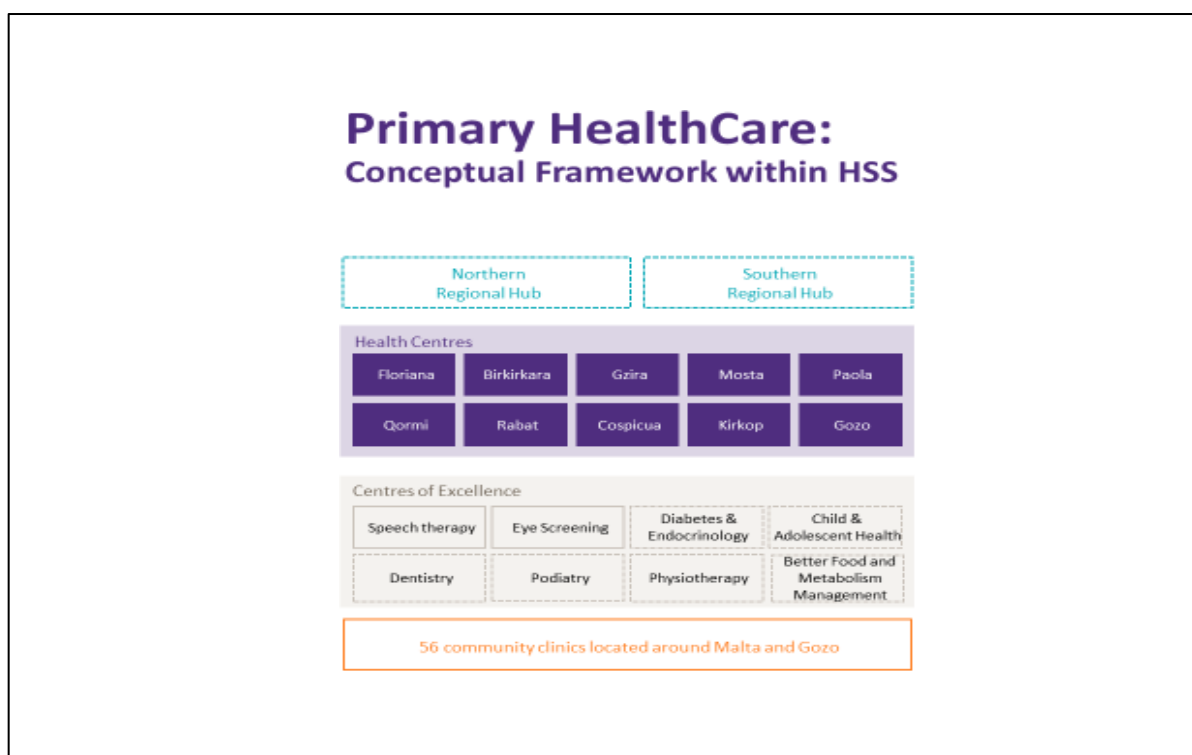 Primary HealthCare:
Conceptual Framework within HSS
Northern
Regional Hub
Southern
Regional Hub
Health Centres
Floriana
Birkirkara
Gzira
Mosta
Paola
Qormi
Rabat
Cospicua
Kirkop
Gozo
Centres of Excellence
Speech therapy
Eye Screening
Diabetes &
Endocrinology
Child &
Adolescent Health
Dentistry
Podiatry
Physiotherapy
Better Food and
Metabolism
Management
56 community clinics located around Malta and Gozo